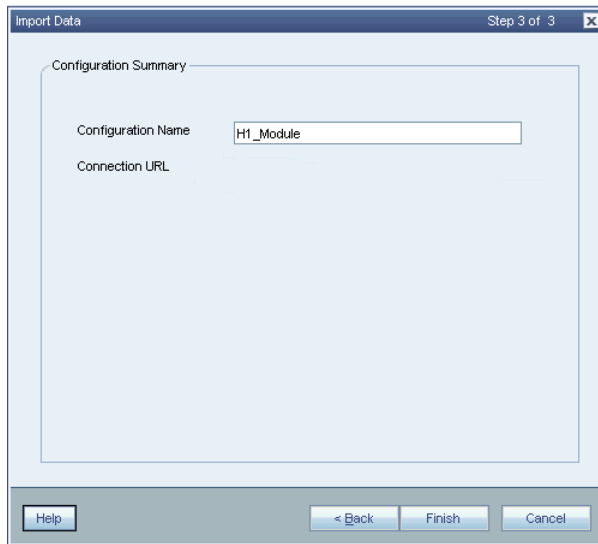 Import Data Step 3 of 3
Configuration Summary
Configuration Name H1_Module
Connection URL
Help < Back Finish Cancel